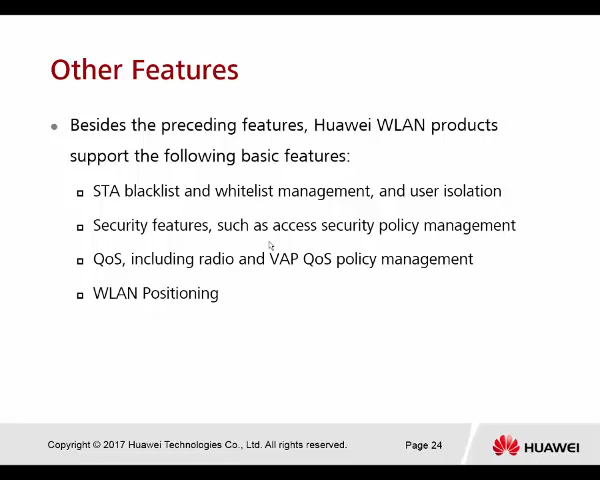 Other Features
Besides the preceding features, Huawei WLAN products
support the following basic features:
STA blacklist and whitelist management, and user isolation
Security features, such as access security policy management
QoS, including radio and VAP QoS policy management
WLAN Positioning
Copyright © 2017 Huawei Technologies Co., Ltd. All rights reserved.
Page 24
HUAWEI